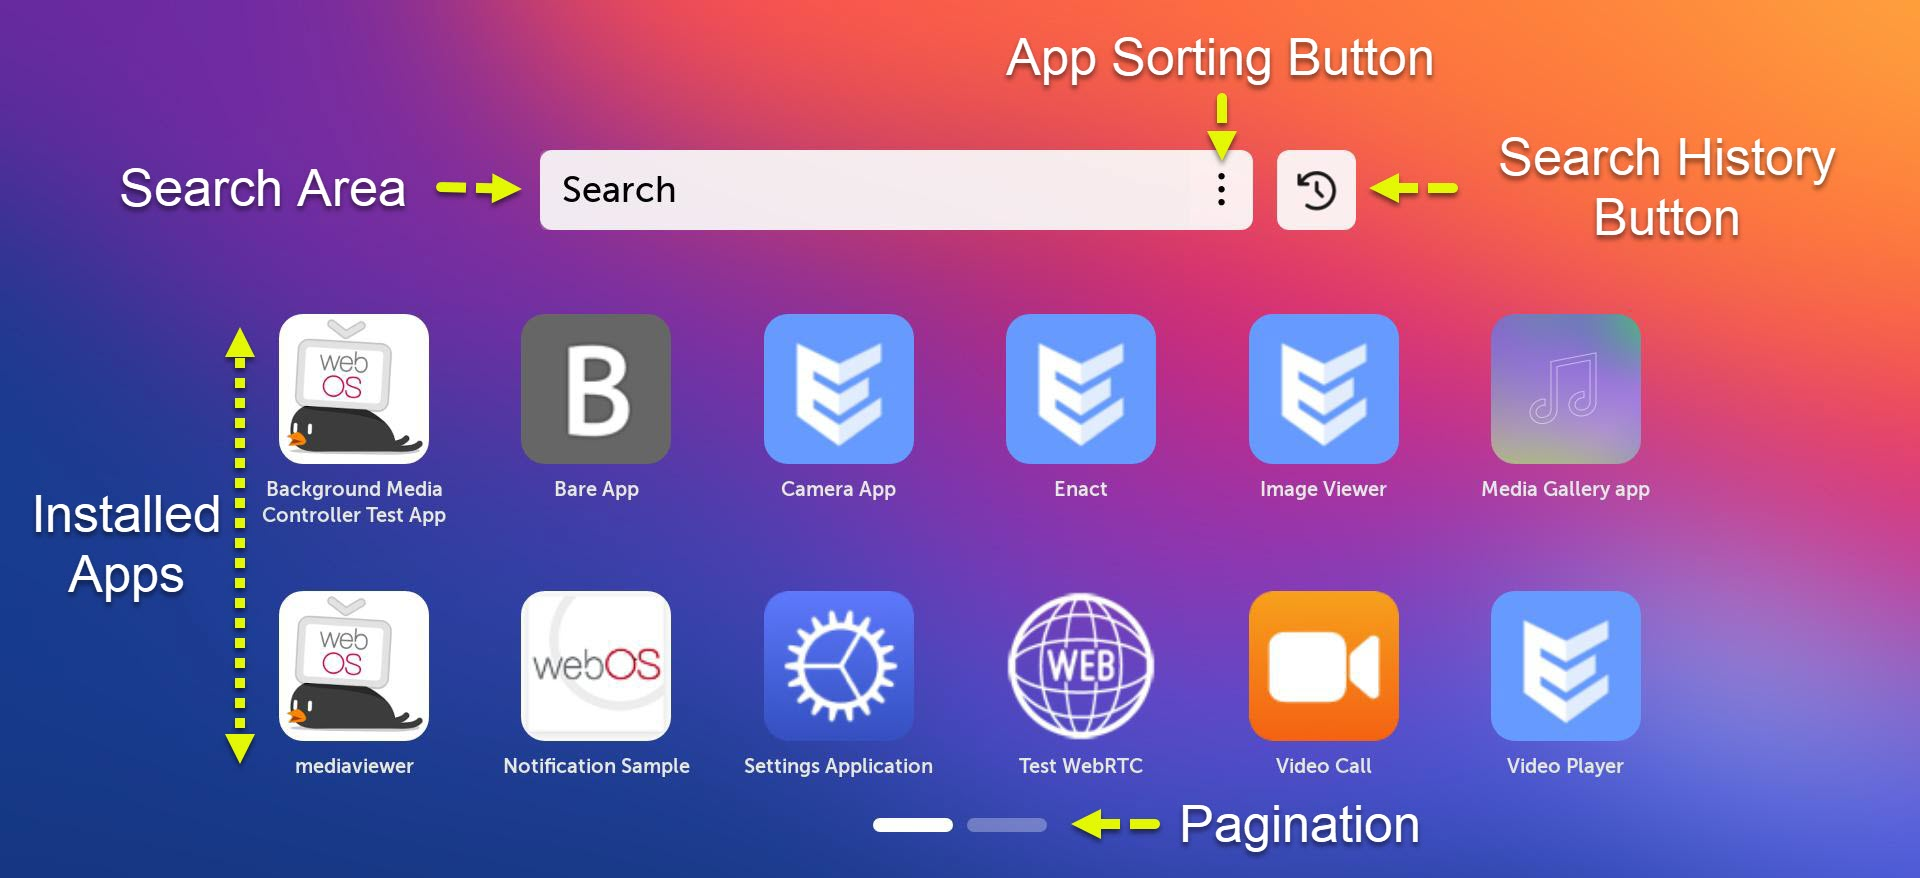 App Sorting Button
Search Area
Search
Search History
Button
Installed
Apps
web
OS
B
Background Media
Controller Test App
Bare App
Camera App
Enact
Image Viewer
Media Gallery app
web
OS
webOS
WEB
mediaviewer
Notification Sample
Settings Application
Test WebRTC
Video Call
Video Player
Pagination